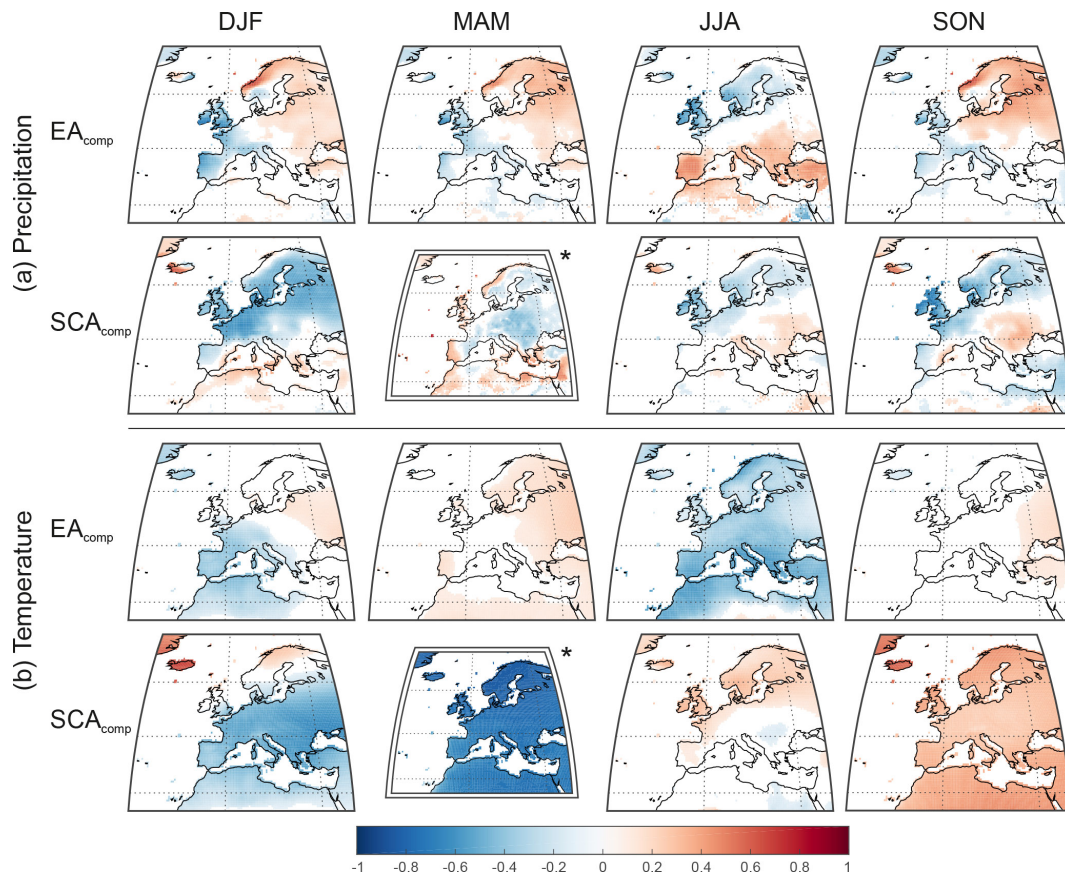 DJF MAM JJA SON
(a) Precipitation
EAcomp
SCAcomp
*
(b) Temperature
EAcomp
SCAcomp
*
-1 -0.8 -0.6 -0.4 -0.2 0 0.2 0.4 0.6 0.8 1